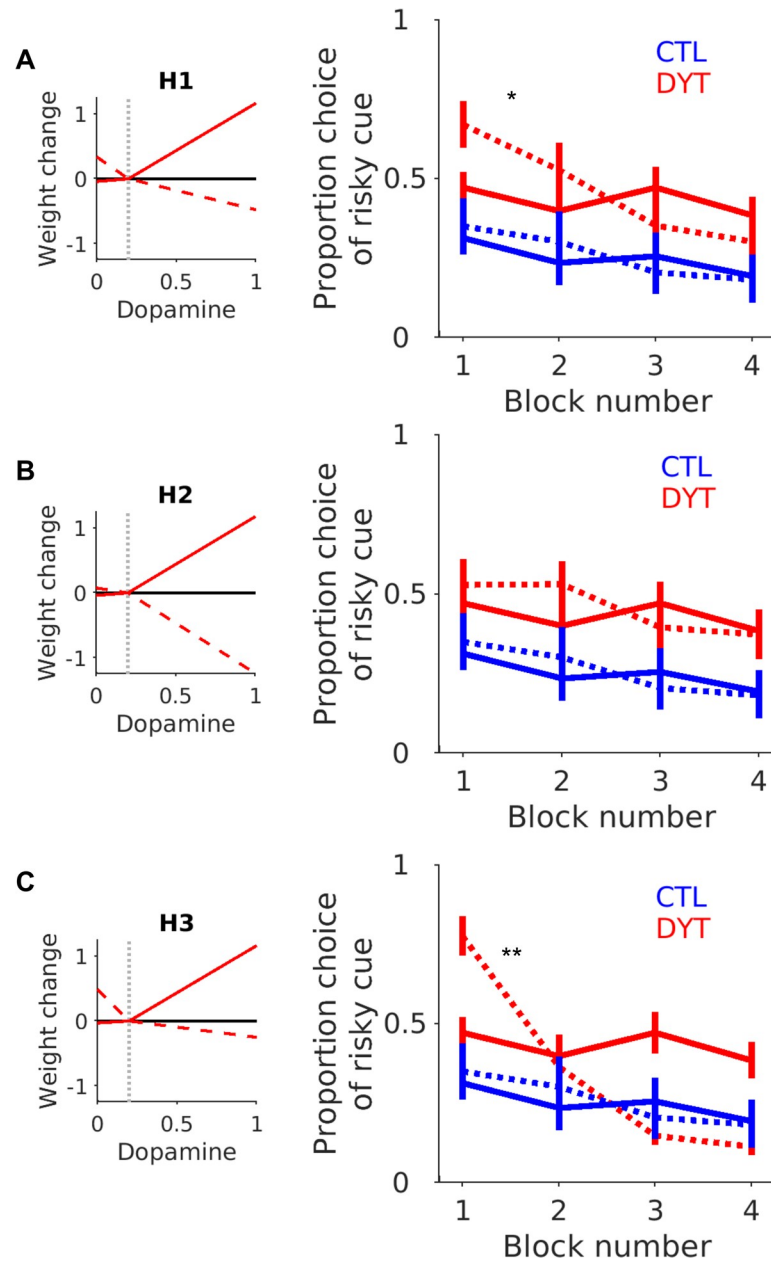 A
H1
Weight change
1
0
-1
0
0.5
1
Dopamine
Proportion choice
of risky cue
1
0.5
0
CTL
DYT
*
1
2
3
4
Block number
B
H2
Weight change
1
0
-1
0
0.5
1
Dopamine
Proportion choice
of risky cue
1
0.5
0
CTL
DYT
1
2
3
4
Block number
C
H3
Weight change
1
0
-1
0
0.5
1
Dopamine
Proportion choice
of risky cue
1
0.5
0
CTL
DYT
**
1
2
3
4
Block number